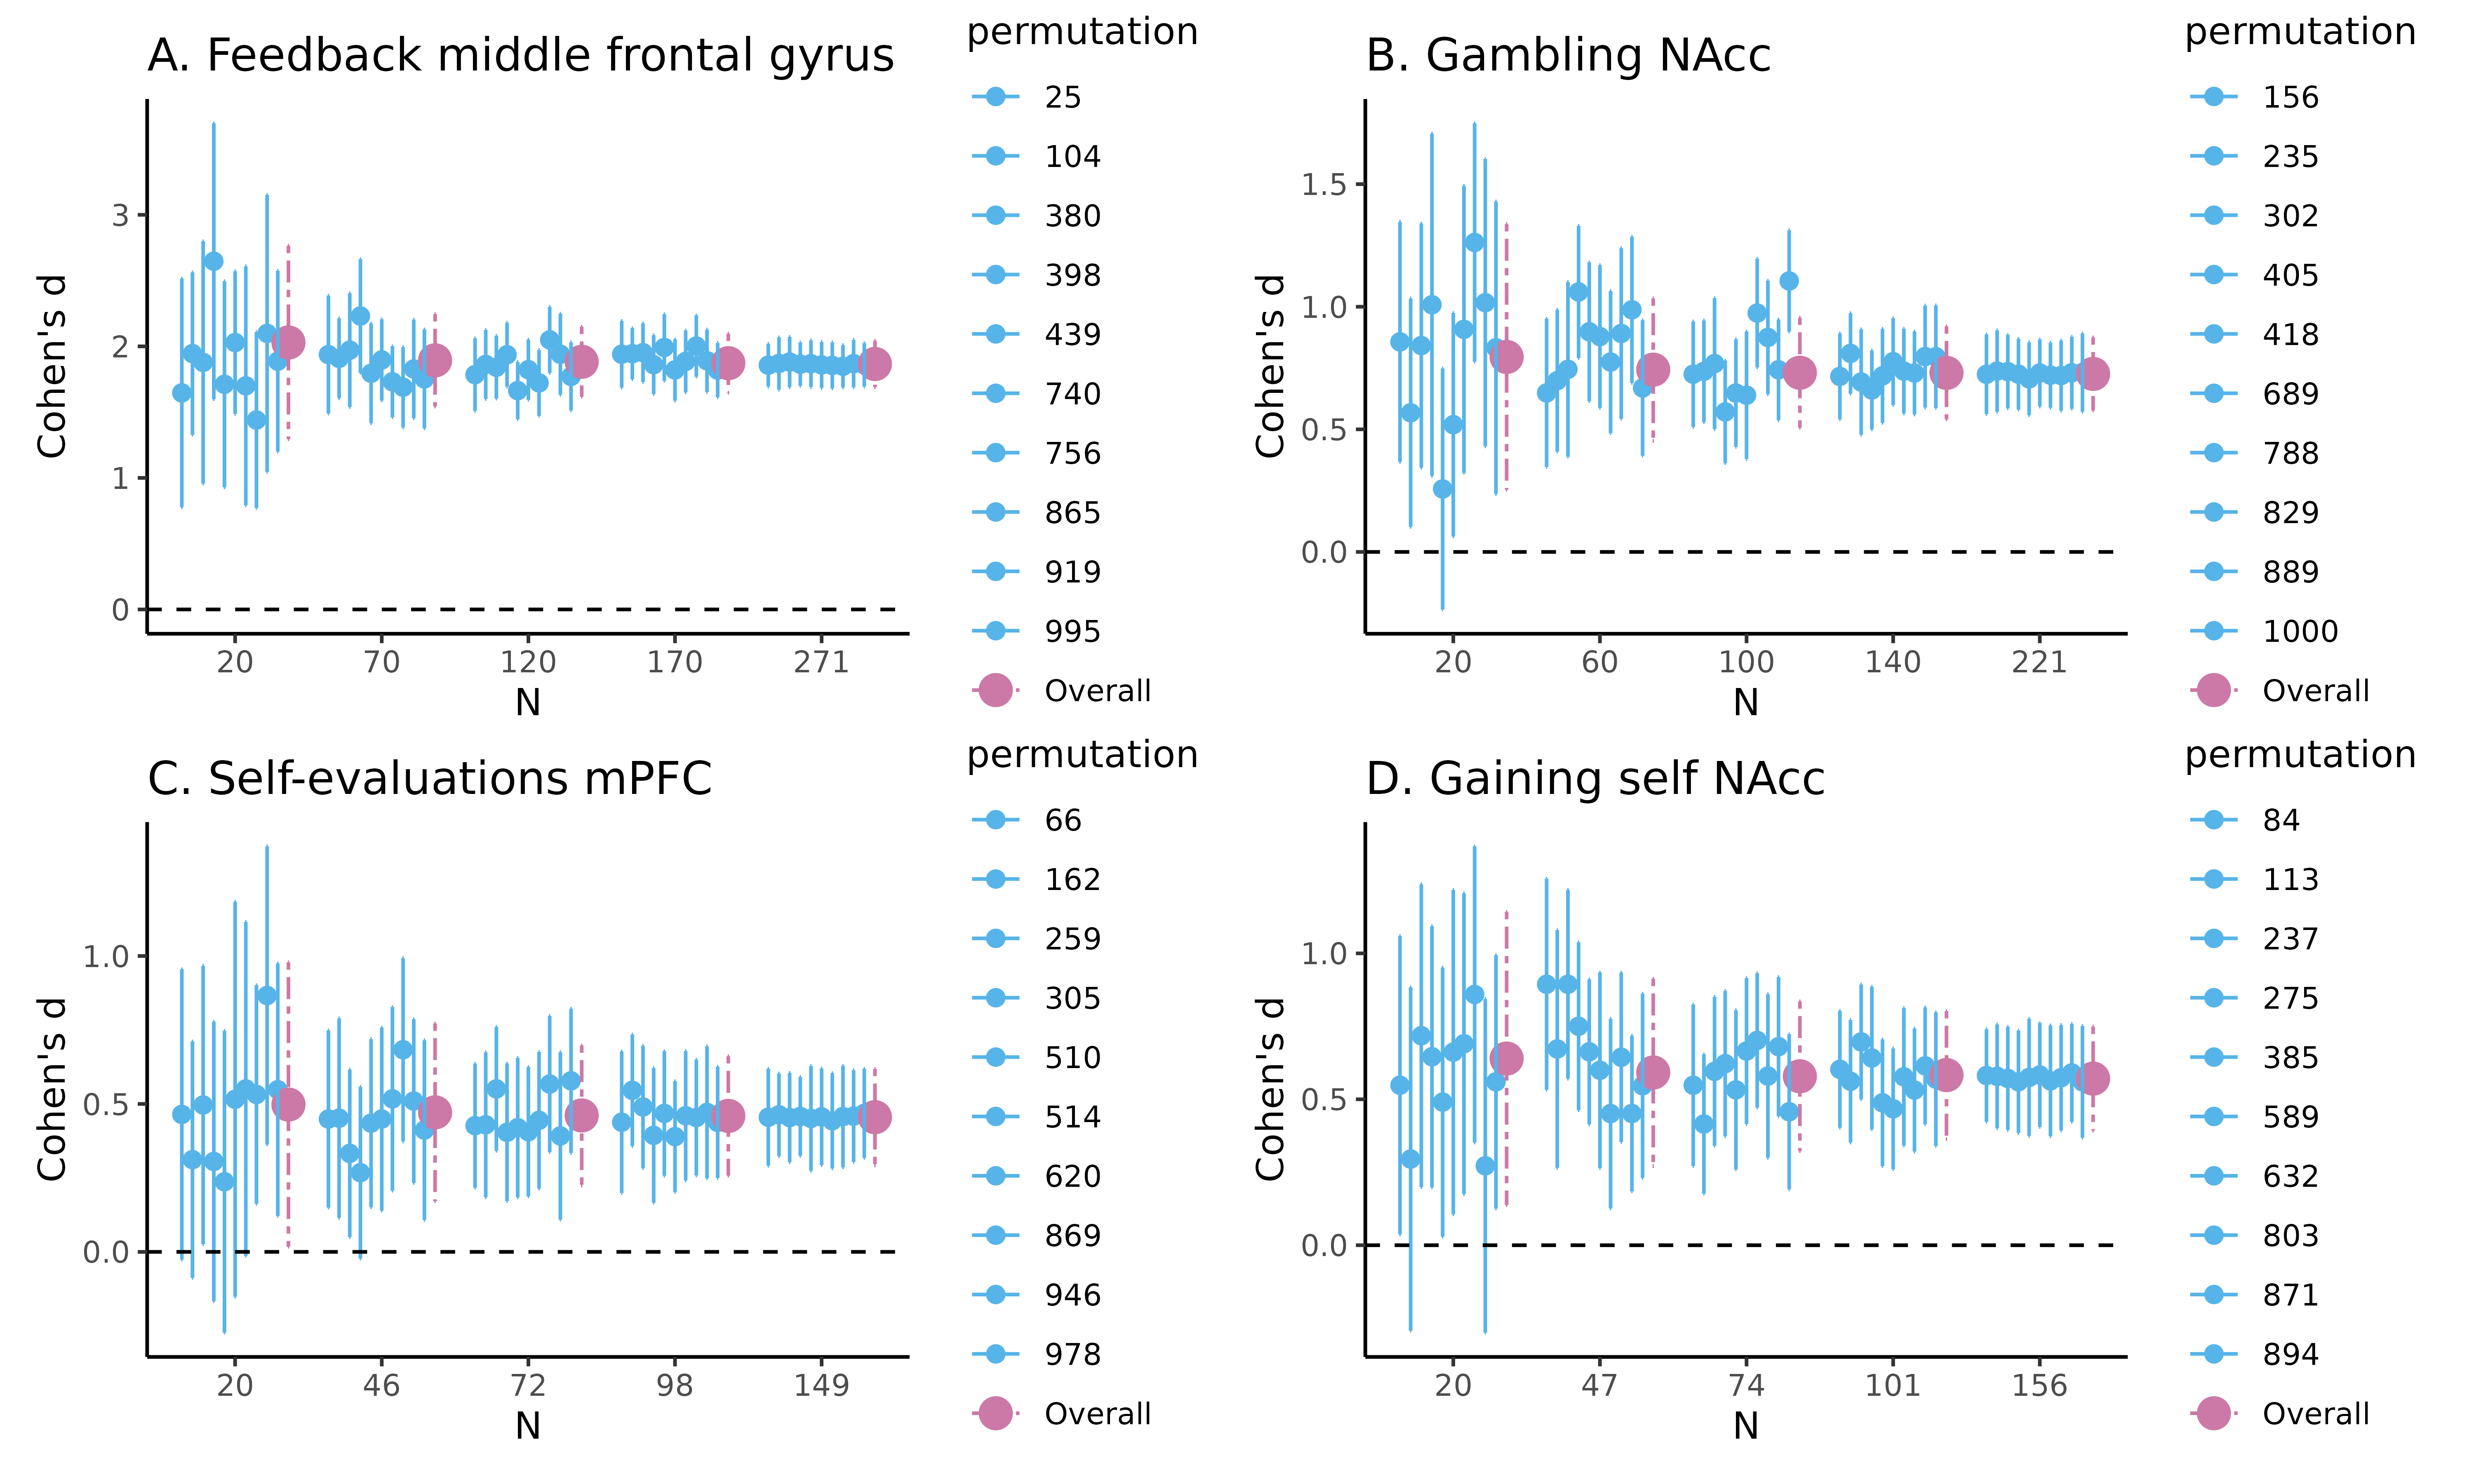 A. Feedback middle frontal gyrus
Cohen's d
3
2
1
0
20 70 120 170 271
N
permutation
25
104
380
398
439
740
756
865
919
995
Overall
B. Gambling NAcc
Cohen's d
1.5
1.0
0.5
0.0
20 60 100 140 221
N
permutation
156
235
302
405
418
689
788
829
889
1000
Overall
C. Self-evaluations mPFC
Cohen's d
1.0
0.5
0.0
20 46 72 98 149
N
permutation
66
162
259
305
510
514
620
869
946
978
Overall
D. Gaining self NAcc
Cohen's d
1.0
0.5
0.0
20 47 74 101 156
N
permutation
84
113
237
275
385
589
632
803
871
894
Overall